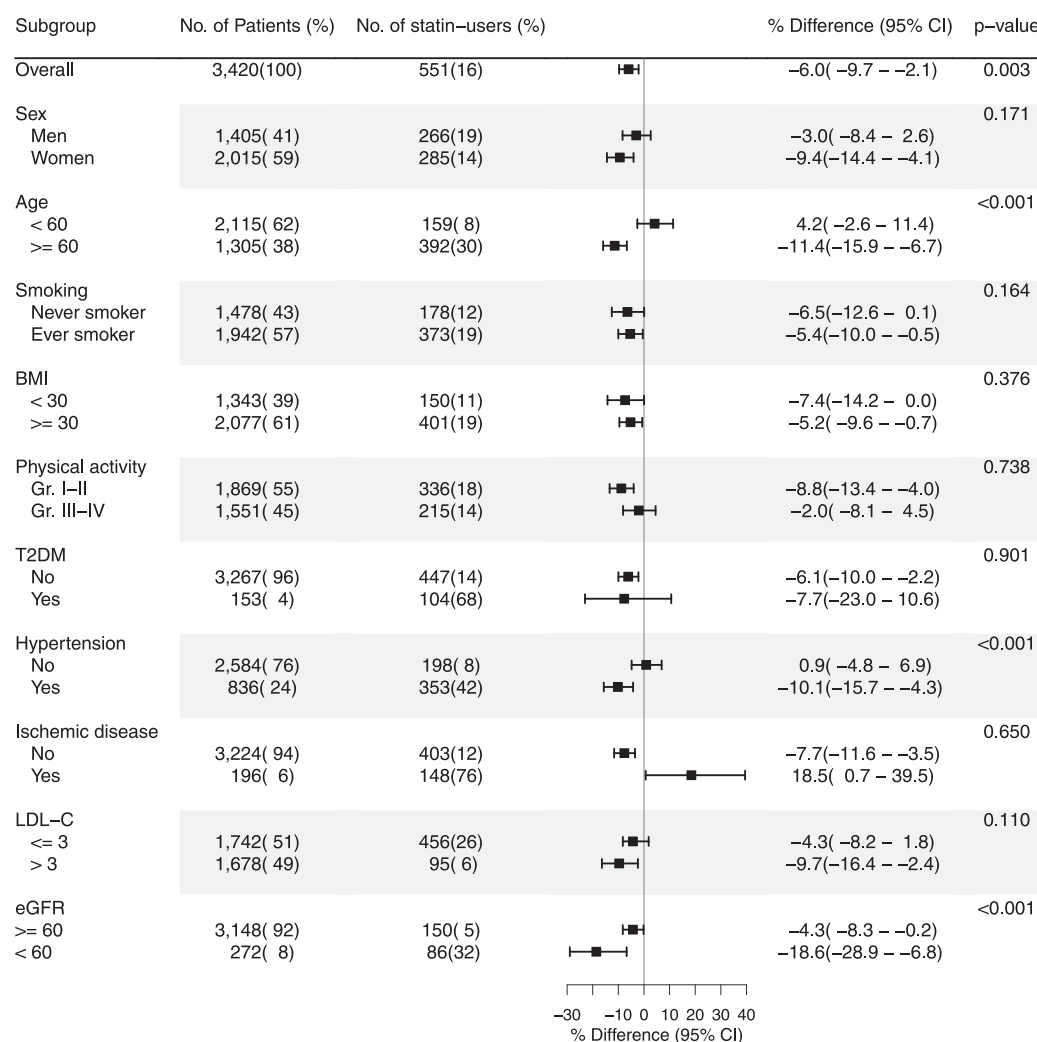 Subgroup No. of Patients (%) No. of statin–users (%) % Difference (95% CI) p–value
Overall 3,420(100) 551(16) −6.0( −9.7 − −2.1) 0.003
Sex 0.171
Men 1,405( 41) 266(19) −3.0( −8.4 − 2.6)
Women 2,015( 59) 285(14) −9.4(−14.4 − −4.1)
Age <0.001
< 60 2,115( 62) 159( 8) 4.2( −2.6 − 11.4)
>= 60 1,305( 38) 392(30) −11.4(−15.9 − −6.7)
Smoking 0.164
Never smoker 1,478( 43) 178(12) −6.5(−12.6 − 0.1)
Ever smoker 1,942( 57) 373(19) −5.4(−10.0 − −0.5)
BMI 0.376
< 30 1,343( 39) 150(11) −7.4(−14.2 − 0.0)
>= 30 2,077( 61) 401(19) −5.2( −9.6 − −0.7)
Physical activity 0.738
Gr. I–II 1,869( 55) 336(18) −8.8(−13.4 − −4.0)
Gr. III–IV 1,551( 45) 215(14) −2.0( −8.1 − 4.5)
T2DM 0.901
No 3,267( 96) 447(14) −6.1(−10.0 − −2.2)
Yes 153( 4) 104(68) −7.7(−23.0 − 10.6)
Hypertension <0.001
No 2,584( 76) 198( 8) 0.9( −4.8 − 6.9)
Yes 836( 24) 353(42) −10.1(−15.7 − −4.3)
Ischemic disease 0.650
No 3,224( 94) 403(12) −7.7(−11.6 − −3.5)
Yes 196( 6) 148(76) 18.5( 0.7 − 39.5)
LDL–C 0.110
<= 3 1,742( 51) 456(26) −4.3( −8.2 − 1.8)
> 3 1,678( 49) 95( 6) −9.7(−16.4 − −2.4)
eGFR <0.001
>= 60 3,148( 92) 150( 5) −4.3( −8.3 − −0.2)
< 60 272( 8) 86(32) −18.6(−28.9 − −6.8)
−30 −10 0 10 20 30 40
% Difference (95% CI)